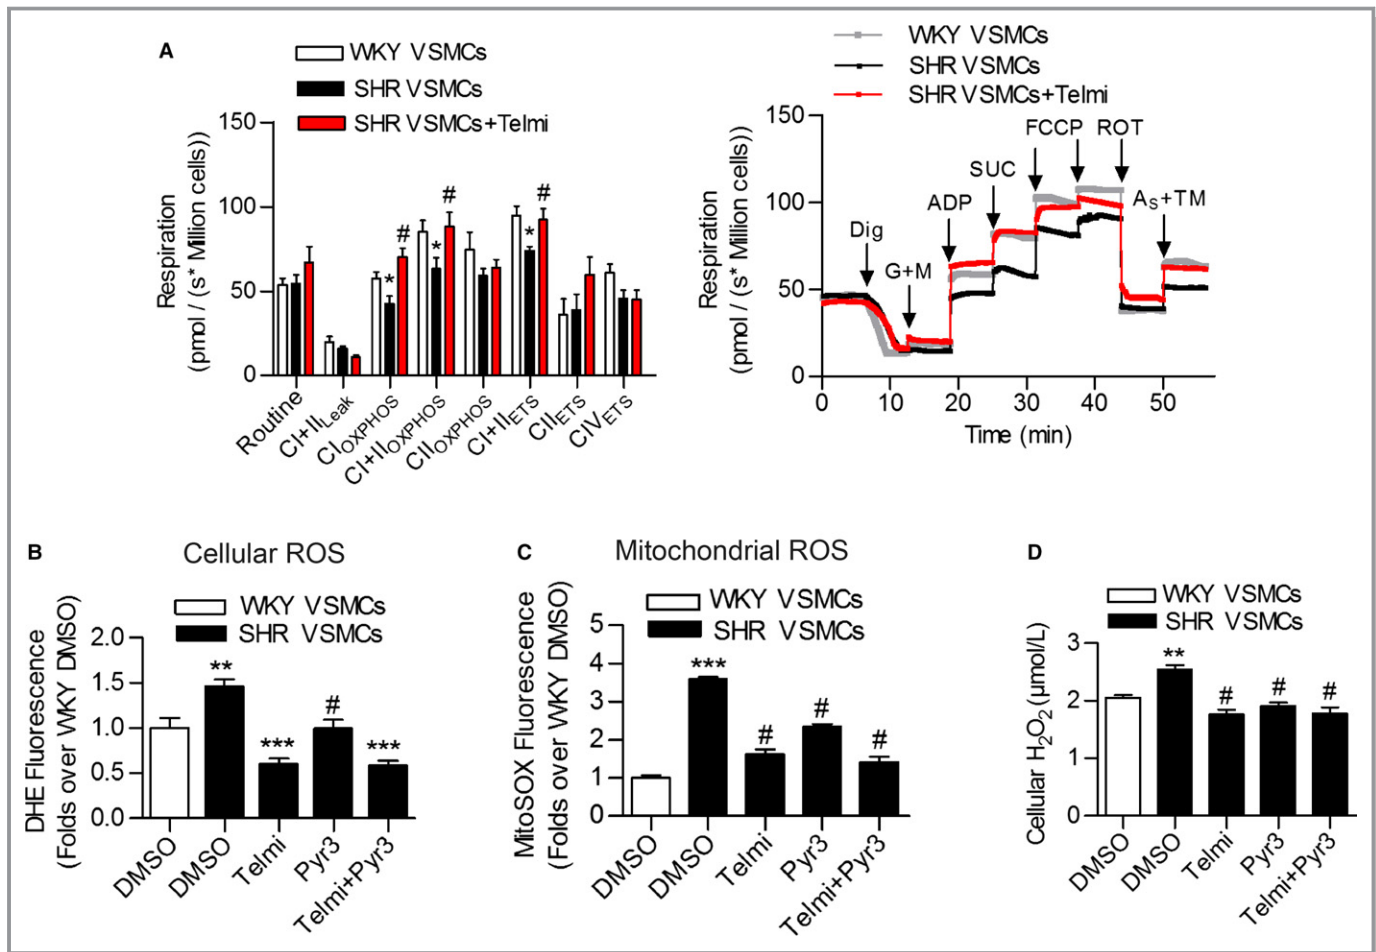 A
WKY VSMCs
SHR VSMCs
SHR VSMCs+Telmi
Respiration
(pmol / (s* Million cells))
150
100
50
0
#
*
#
*
#
*
Routine
CI+IILeak
CIOXPHOS
CI+IIOXPHOS
CIIOXPHOS
CI+IIETS
CIIETS
CIVETS
WKY VSMCs
SHR VSMCs
SHR VSMCs+Telmi
Respiration
(pmol / (s* Million cells))
150
100
50
0
Dig
G+M
ADP
SUC
FCCP
ROT
AS+TM
0 10 20 30 40 50
Time (min)
B
Cellular ROS
WKY VSMCs
SHR VSMCs
DHE Fluorescence
(Folds over WKY DMSO)
2.0
1.5
1.0
0.5
0.0
**
***
#
***
DMSO
DMSO
Telmi
Pyr3
Telmi+Pyr3
C
Mitochondrial ROS
WKY VSMCs
SHR VSMCs
MitoSOX Fluorescence
(Folds over WKY DMSO)
5
4
3
2
1
0
***
#
#
#
DMSO
DMSO
Telmi
Pyr3
Telmi+Pyr3
D
WKY VSMCs
SHR VSMCs
Cellular H2O2 (μmol/L)
3
2
1
0
**
#
#
#
DMSO
DMSO
Telmi
Pyr3
Telmi+Pyr3